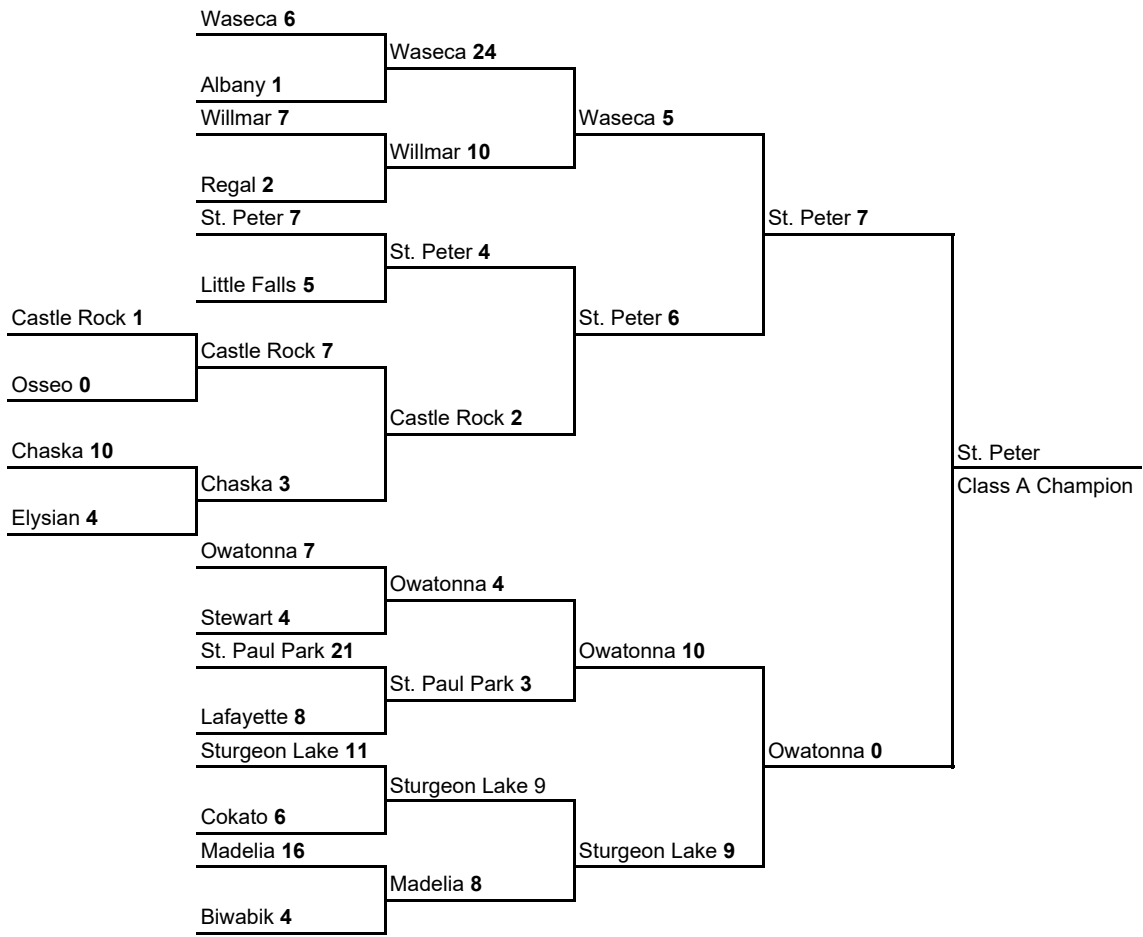 Waseca 6
Waseca 24
Albany 1
Willmar 7
Waseca 5
Willmar 10
Regal 2
St. Peter 7
St. Peter 7
St. Peter 4
Little Falls 5
Castle Rock 1
St. Peter 6
Castle Rock 7
Osseo 0
Castle Rock 2
Chaska 10
St. Peter
Chaska 3
Class A Champion
Elysian 4
Owatonna 7
Owatonna 4
Stewart 4
St. Paul Park 21
Owatonna 10
St. Paul Park 3
Lafayette 8
Sturgeon Lake 11
Owatonna 0
Sturgeon Lake 9
Cokato 6
Madelia 16
Sturgeon Lake 9
Madelia 8
Biwabik 4